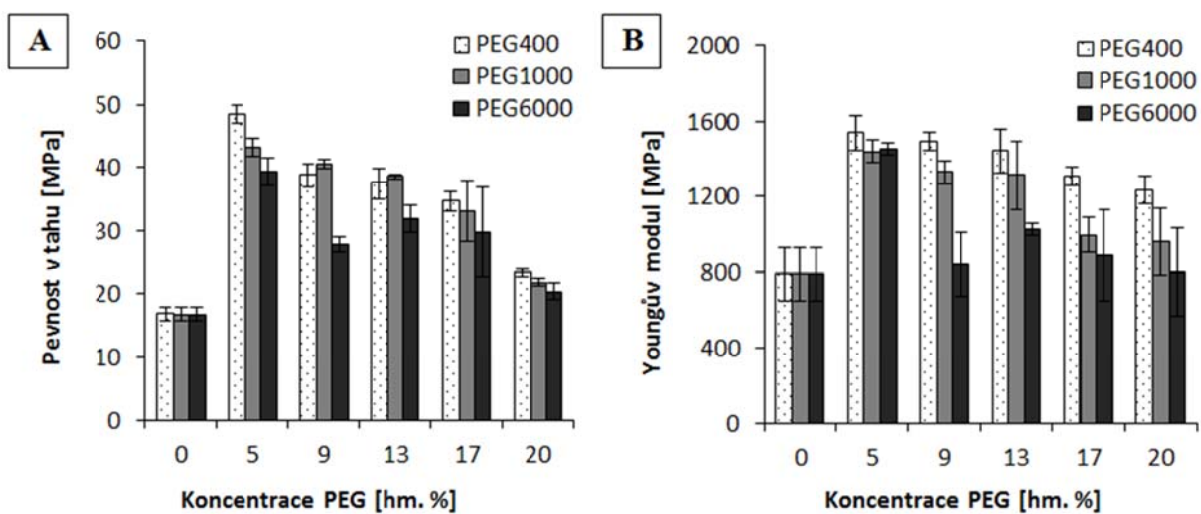 A
Pevnost v tahu [MPa]
60
50
40
30
20
10
0
PEG400
PEG1000
PEG6000
0 5 9 13 17 20
Koncentrace PEG [hm. %]
B
Youngův modul [MPa]
2000
1600
1200
800
400
0
PEG400
PEG1000
PEG6000
0 5 9 13 17 20
Koncentrace PEG [hm. %]